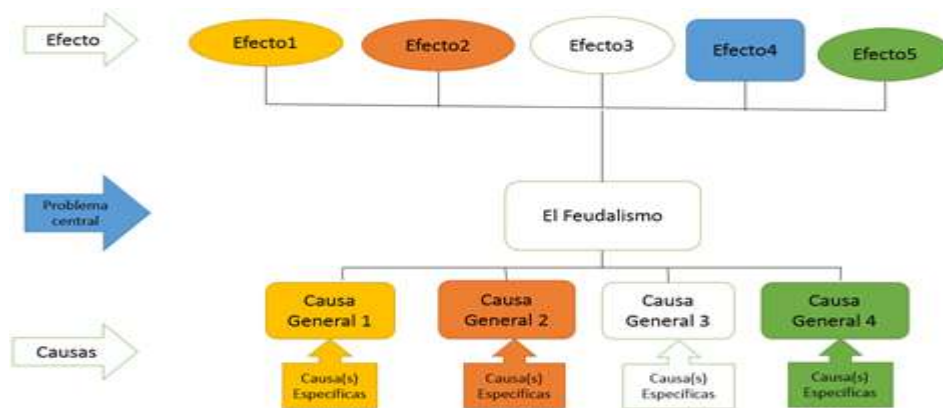 Efecto
Efecto1
Efecto2
Efecto3
Efecto4
Efecto5
Problema
central
El Feudalismo
Causa
General 1
Causa
General 2
Causa
General 3
Causa
General 4
Causas
Causa(s)
Específicas
Causa(s)
Específicas
Causa(s)
Específicas
Causa(s)
Específicas